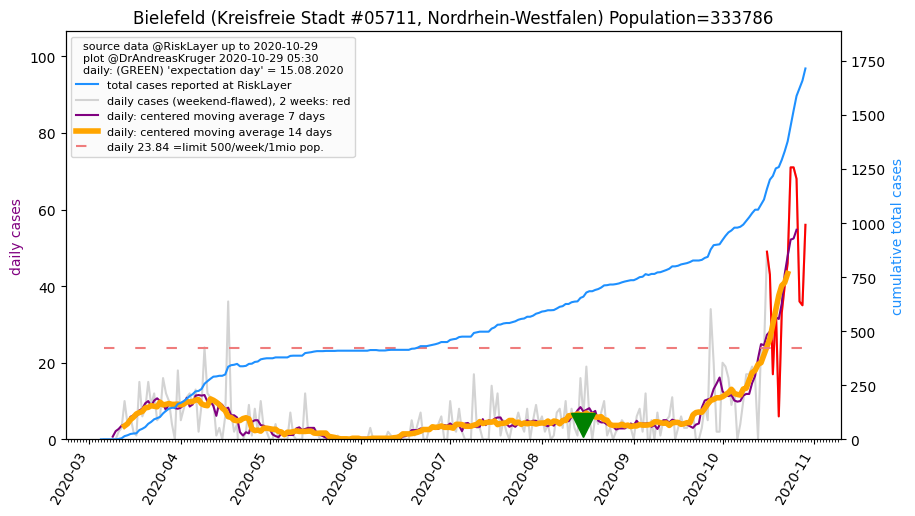 Bielefeld (Kreisfreie Stadt #05711, Nordrhein-Westfalen) Population=333786
source data @RiskLayer up to 2020-10-29
plot @DrAndreasKruger 2020-10-29 05:30
daily: (GREEN) 'expectation day' = 15.08.2020
total cases reported at RiskLayer
daily cases (weekend-flawed), 2 weeks: red
daily: centered moving average 7 days
daily: centered moving average 14 days
daily 23.84 =limit 500/week/1mio pop.
daily cases
100
80
60
40
20
0
cumulative total cases
1750
1500
1250
1000
750
500
250
0
2020-03
2020-04
2020-05
2020-06
2020-07
2020-08
2020-09
2020-10
2020-11